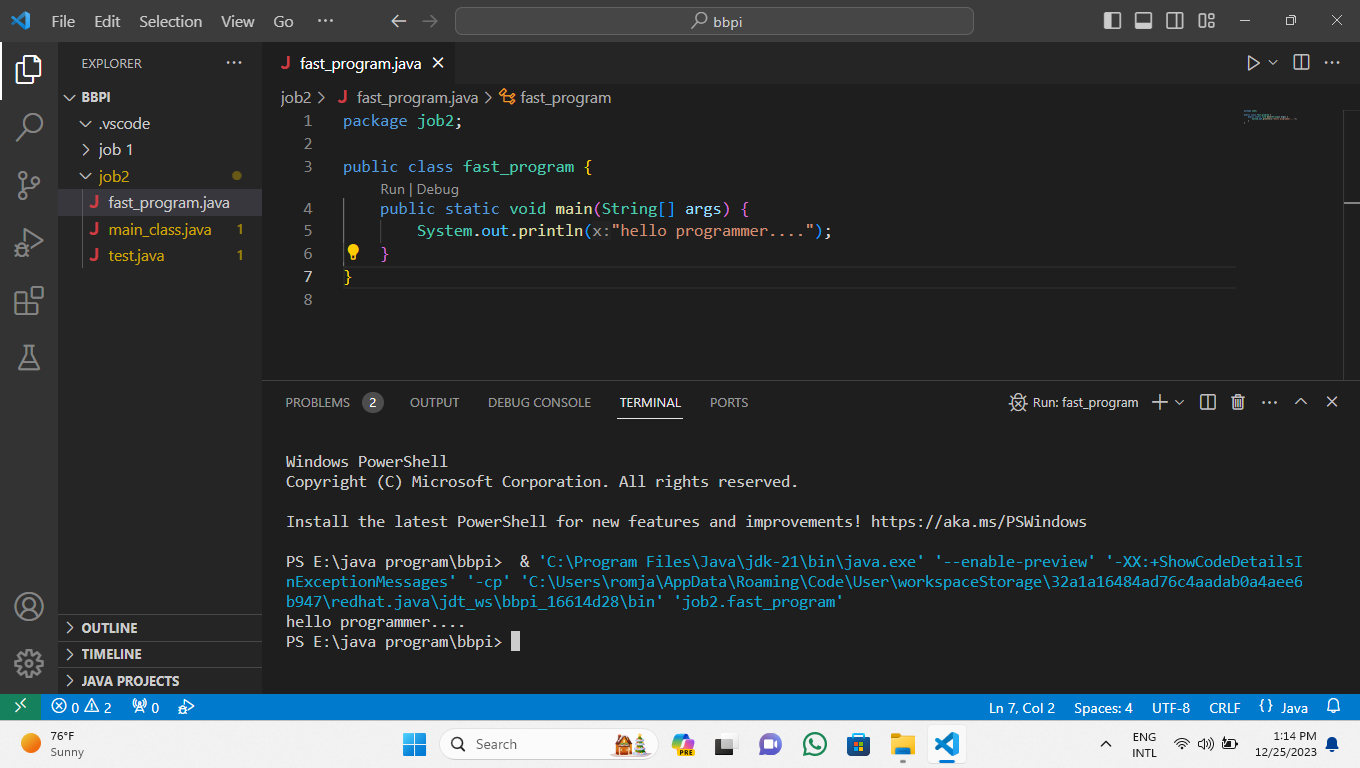 File Edit Selection View Go ··· bbpi
EXPLORER ···
BBPI
.vscode
job 1
job2
J fast_program.java
J main_class.java 1
J test.java 1
OUTLINE
TIMELINE
JAVA PROJECTS
J fast_program.java
job2 > J fast_program.java > fast_program
1 package job2;
2
3 public class fast_program {
Run | Debug
4 public static void main(String[] args) {
5 System.out.println(x:"hello programmer....");
6 }
7 }
8
PROBLEMS 2 OUTPUT DEBUG CONSOLE TERMINAL PORTS Run: fast_program
Windows PowerShell
Copyright (C) Microsoft Corporation. All rights reserved.
Install the latest PowerShell for new features and improvements! https://aka.ms/PSWindows
PS E:\java program\bbpi>  & 'C:\Program Files\Java\jdk-21\bin\java.exe' '--enable-preview' '-XX:+ShowCodeDetailsI
nExceptionMessages' '-cp' 'C:\Users\romja\AppData\Roaming\Code\User\workspaceStorage\32a1a16484ad76c4aadab0a4aee6
b947\redhat.java\jdt_ws\bbpi_16614d28\bin' 'job2.fast_program'
hello programmer....
PS E:\java program\bbpi>
0 2 0 Ln 7, Col 2 Spaces: 4 UTF-8 CRLF {} Java
76°F
Sunny
Search
PRE
ENG
INTL
1:14 PM
12/25/2023